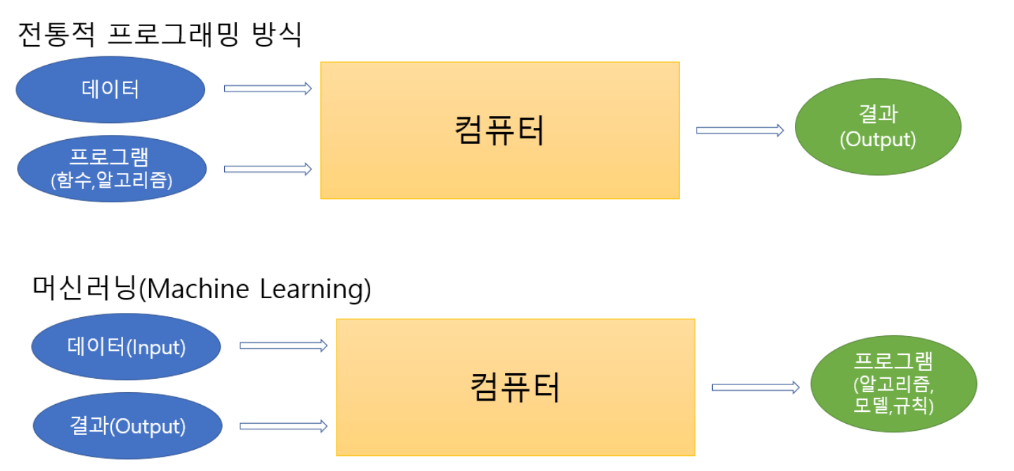 전통적 프로그래밍 방식
데이터
프로그램
(함수,알고리즘)
컴퓨터
결과
(Output)
머신러닝(Machine Learning)
데이터(Input)
결과(Output)
컴퓨터
프로그램
(알고리즘,
모델,규칙)